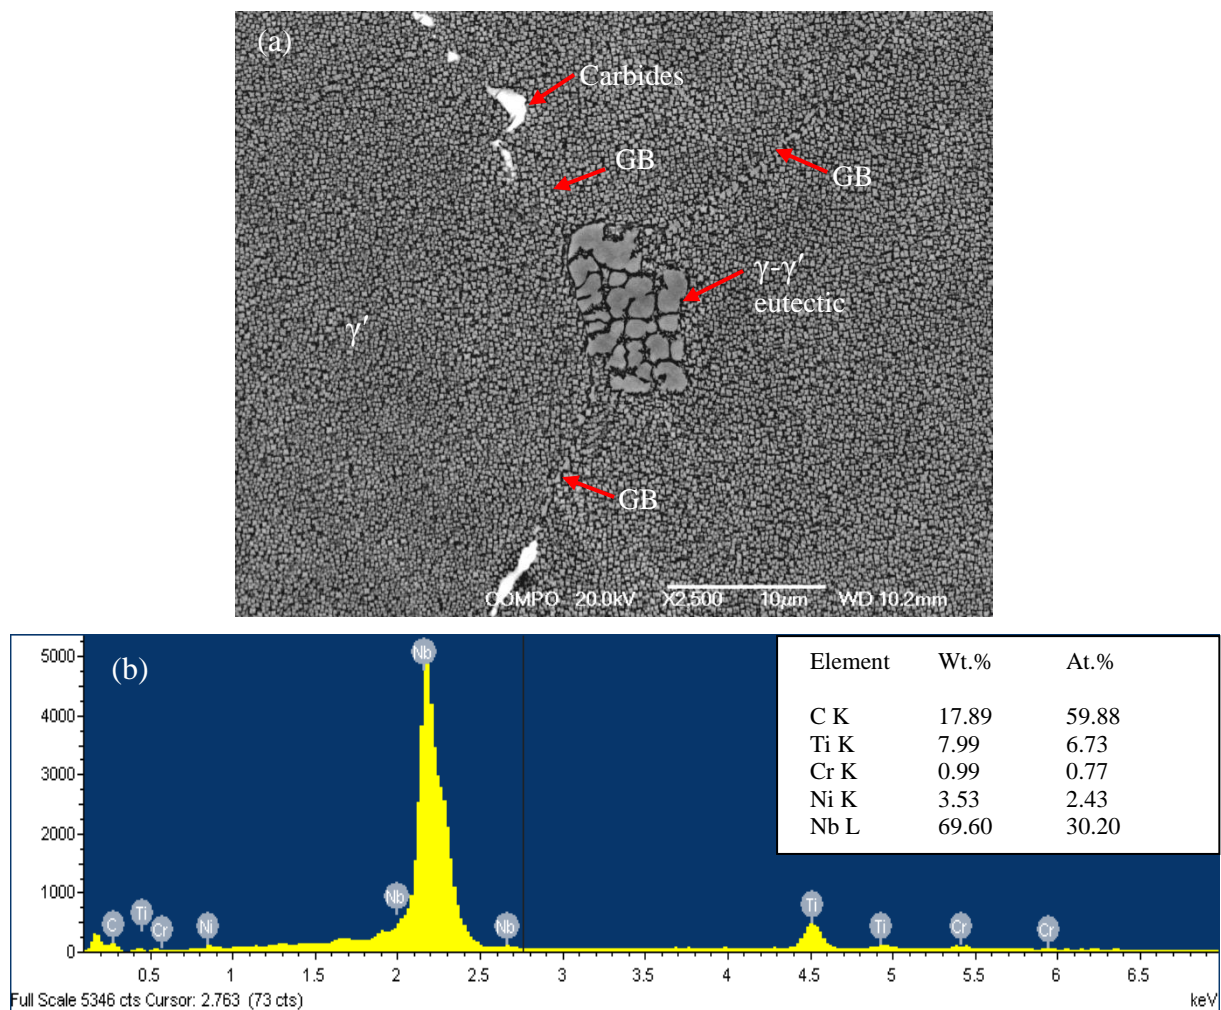 (a)
Carbides
GB
GB
γ-γ′
eutectic
γ′
GB
COMPO 20.0kV X2,500 10μm WD 10.2mm
(b)
Element Wt.% At.%
C K 17.89 59.88
Ti K 7.99 6.73
Cr K 0.99 0.77
Ni K 3.53 2.43
Nb L 69.60 30.20
5000
4000
3000
2000
1000
0
Nb
Nb
Nb
C
Ti
Cr
Ni
Ti
Ti
Cr
Cr
0.5 1 1.5 2 2.5 3 3.5 4 4.5 5 5.5 6 6.5
Full Scale 5346 cts Cursor: 2.763 (73 cts) keV